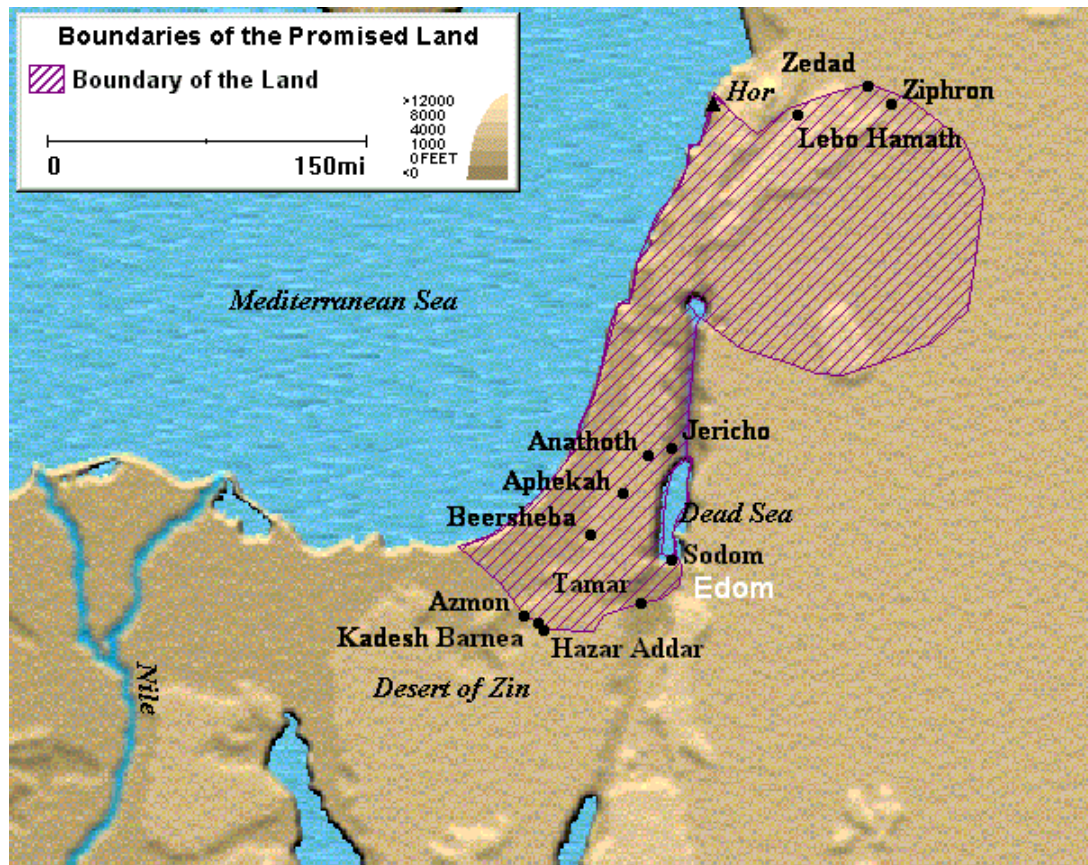 Boundaries of the Promised Land
Boundary of the Land
>12000
8000
4000
1000
0 FEET
<0
0 150mi
Zedad
Hor
Ziphron
Lebo Hamath
Mediterranean Sea
Anathoth
Jericho
Aphekah
Beersheba
Dead Sea
Sodom
Tamar
Edom
Azmon
Kadesh Barnea
Hazar Addar
Desert of Zin
Nile